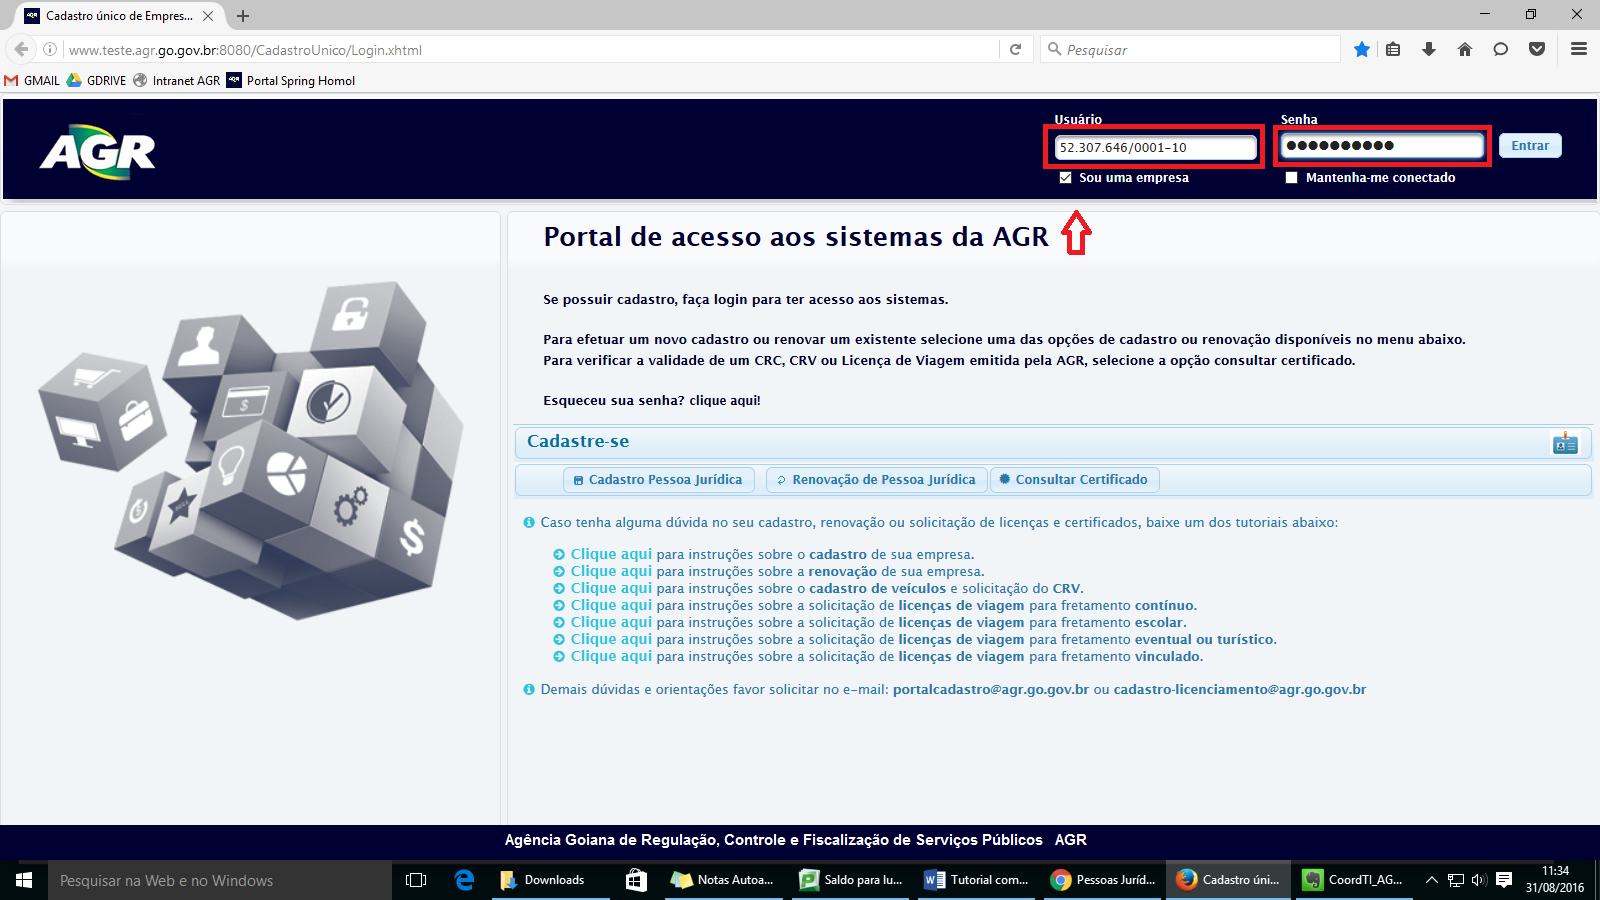 Cadastro único de Empres...
www.teste.agr.go.gov.br:8080/CadastroUnico/Login.xhtml
Pesquisar
GMAIL GDRIVE Intranet AGR Portal Spring Homol
AGR
Usuário
Senha
52.307.646/0001-10
Entrar
Sou uma empresa
Mantenha-me conectado
Portal de acesso aos sistemas da AGR
Se possuir cadastro, faça login para ter acesso aos sistemas.
Para efetuar um novo cadastro ou renovar um existente selecione uma das opções de cadastro ou renovação disponíveis no menu abaixo.
Para verificar a validade de um CRC, CRV ou Licença de Viagem emitida pela AGR, selecione a opção consultar certificado.
Esqueceu sua senha? clique aqui!
Cadastre-se
Cadastro Pessoa Jurídica Renovação de Pessoa Jurídica Consultar Certificado
Caso tenha alguma dúvida no seu cadastro, renovação ou solicitação de licenças e certificados, baixe um dos tutoriais abaixo:
Clique aqui para instruções sobre o cadastro de sua empresa.
Clique aqui para instruções sobre a renovação de sua empresa.
Clique aqui para instruções sobre o cadastro de veículos e solicitação do CRV.
Clique aqui para instruções sobre a solicitação de licenças de viagem para fretamento contínuo.
Clique aqui para instruções sobre a solicitação de licenças de viagem para fretamento escolar.
Clique aqui para instruções sobre a solicitação de licenças de viagem para fretamento eventual ou turístico.
Clique aqui para instruções sobre a solicitação de licenças de viagem para fretamento vinculado.
Demais dúvidas e orientações favor solicitar no e-mail: portalcadastro@agr.go.gov.br ou cadastro-licenciamento@agr.go.gov.br
Agência Goiana de Regulação, Controle e Fiscalização de Serviços Públicos AGR
Pesquisar na Web e no Windows
Downloads
Notas Autoa...
Saldo para lu...
Tutorial com...
Pessoas Juríd...
Cadastro úni...
CoordTI_AG...
11:34
31/08/2016